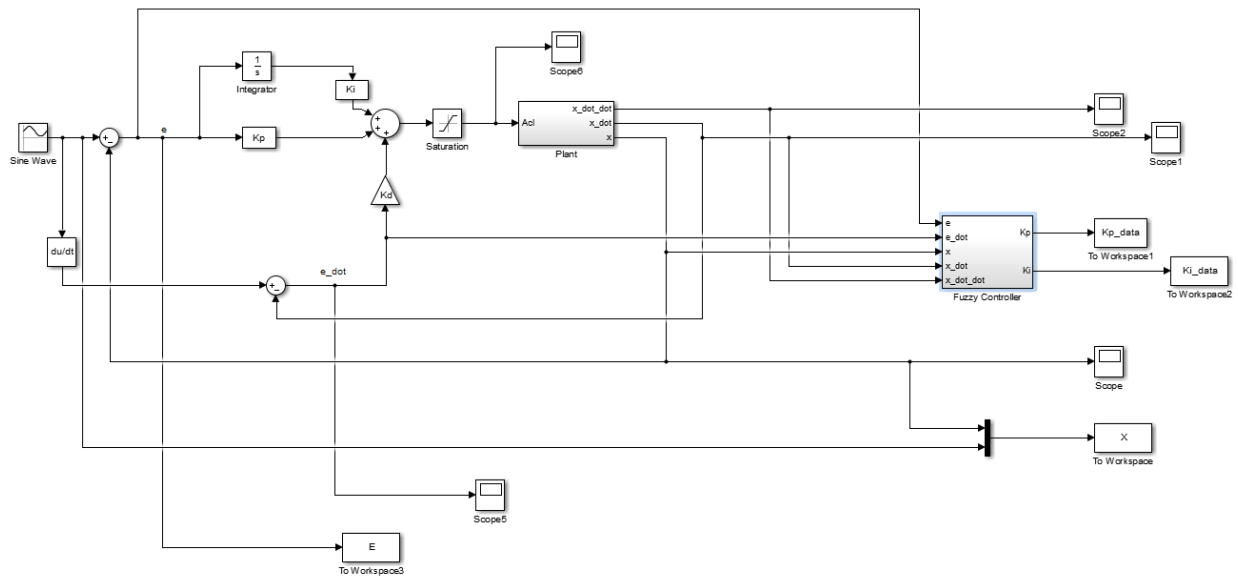 Scope6
1
s
Integrator
Ki
Sine Wave
+
−
e
Kp
+
+
+
Saturation
Acl
x_dot_dot
x_dot
x
Plant
Scope2
Scope1
Kd
du/dt
e_dot
+
−
e
e_dot
x
x_dot
x_dot_dot
Kp
Ki
Fuzzy Controller
Kp_data
To Workspace1
Ki_data
To Workspace2
Scope
X
To Workspace
Scope5
E
To Workspace3